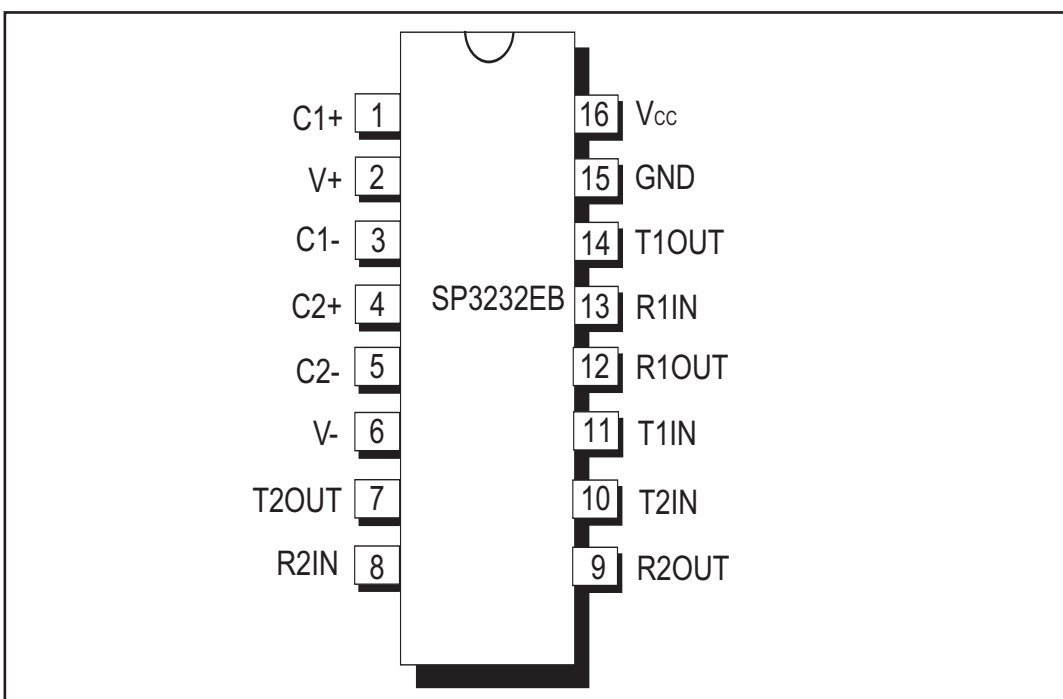 C1+ 1 16 Vcc
V+ 2 15 GND
C1- 3 14 T1OUT
C2+ 4 SP3232EB 13 R1IN
C2- 5 12 R1OUT
V- 6 11 T1IN
T2OUT 7 10 T2IN
R2IN 8 9 R2OUT